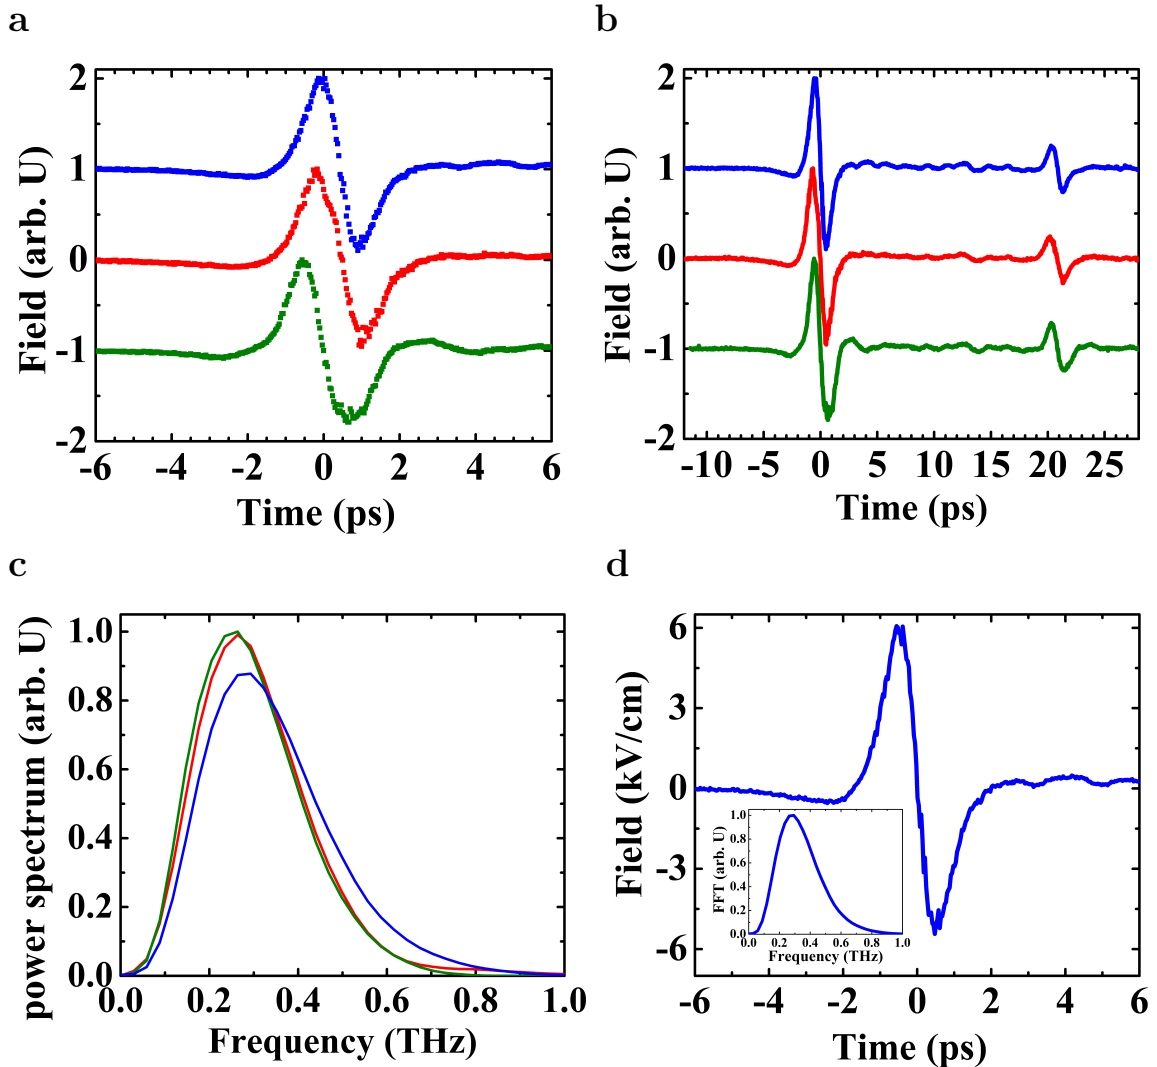 a
2
1
0
-1
-2
Field (arb. U)
-6 -4 -2 0 2 4 6
Time (ps)
b
2
1
0
-1
-2
Field (arb. U)
-10 -5 0 5 10 15 20 25
Time (ps)
c
1.0
0.8
0.6
0.4
0.2
0.0
power spectrum (arb. U)
0.0 0.2 0.4 0.6 0.8 1.0
Frequency (THz)
d
6
3
0
-3
-6
Field (kV/cm)
1.0
0.8
0.6
0.4
0.2
0.0
FFT (arb. U)
0.0 0.2 0.4 0.6 0.8 1.0
Frequency (THz)
-6 -4 -2 0 2 4 6
Time (ps)